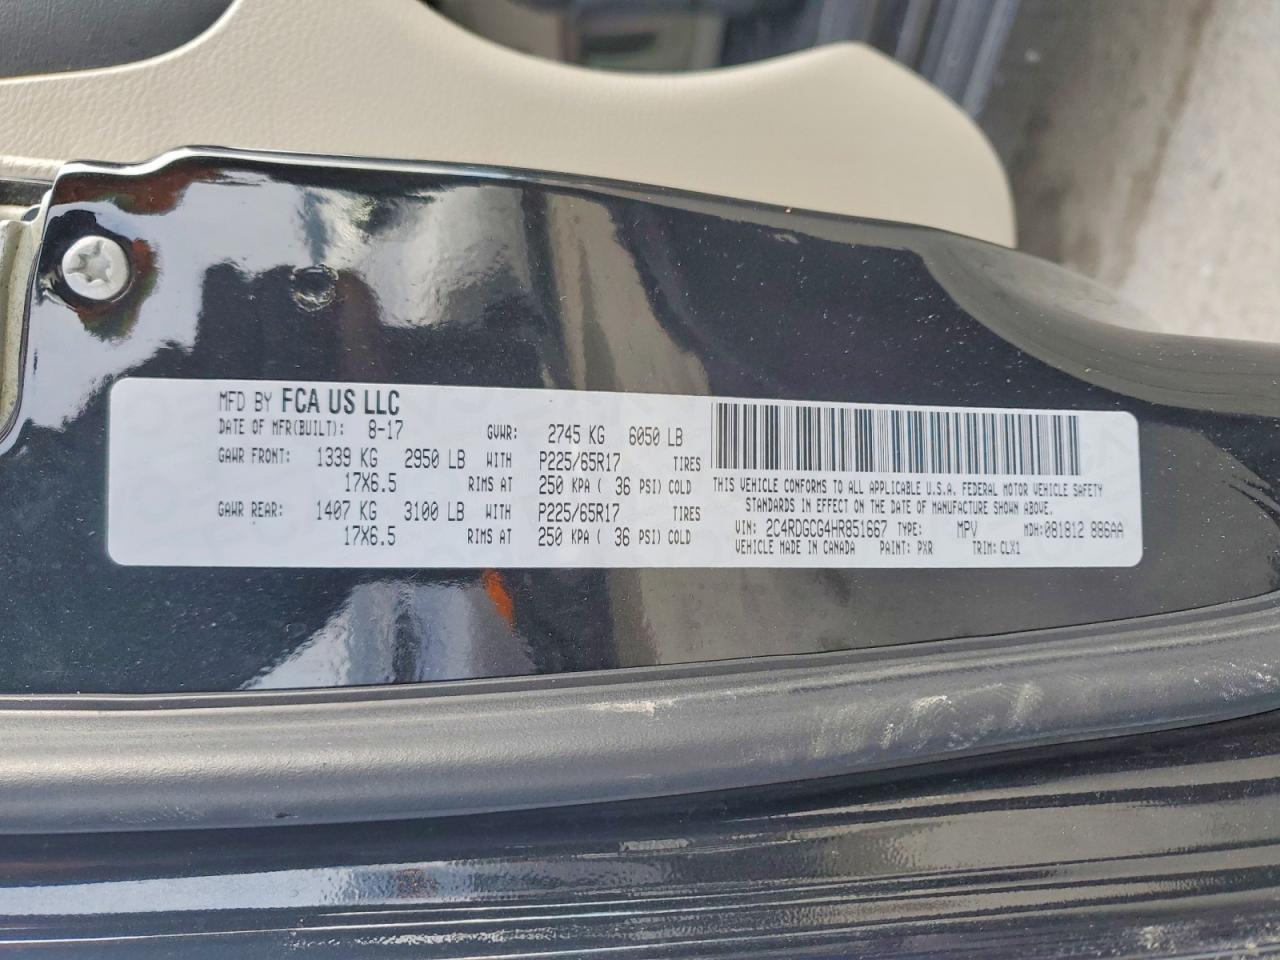 MFD BY FCA US LLC
DATE OF MFR(BUILT): 8-17 GVWR: 2745 KG 6050 LB
GAWR FRONT: 1339 KG 2950 LB WITH P225/65R17 TIRES
17X6.5 RIMS AT 250 KPA ( 36 PSI) COLD
GAWR REAR: 1407 KG 3100 LB WITH P225/65R17 TIRES
17X6.5 RIMS AT 250 KPA ( 36 PSI) COLD
THIS VEHICLE CONFORMS TO ALL APPLICABLE U.S.A. FEDERAL MOTOR VEHICLE SAFETY
STANDARDS IN EFFECT ON THE DATE OF MANUFACTURE SHOWN ABOVE.
VIN: 2C4RDGCG4HR851667 TYPE: MPV MDH:081812 886AA
VEHICLE MADE IN CANADA PAINT: PXR TRIM: CLX1